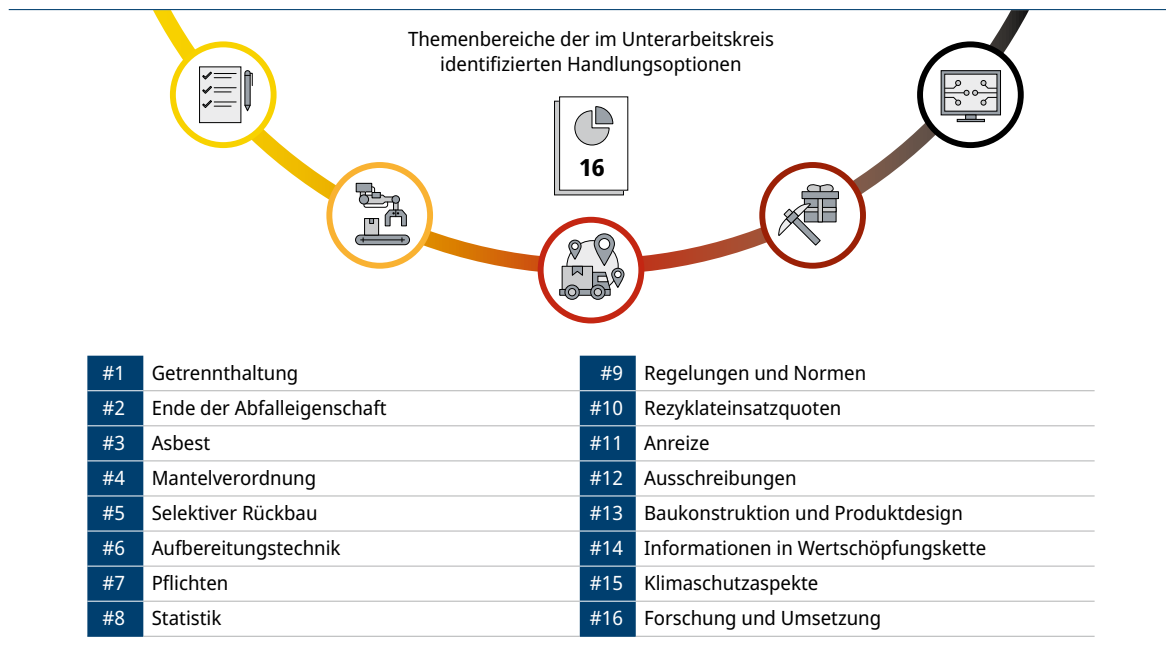 Themenbereiche der im Unterarbeitskreis
identifizierten Handlungsoptionen
16
#1 Getrennthaltung
#2 Ende der Abfalleigenschaft
#3 Asbest
#4 Mantelverordnung
#5 Selektiver Rückbau
#6 Aufbereitungstechnik
#7 Pflichten
#8 Statistik
#9 Regelungen und Normen
#10 Rezyklateinsatzquoten
#11 Anreize
#12 Ausschreibungen
#13 Baukonstruktion und Produktdesign
#14 Informationen in Wertschöpfungskette
#15 Klimaschutzaspekte
#16 Forschung und Umsetzung